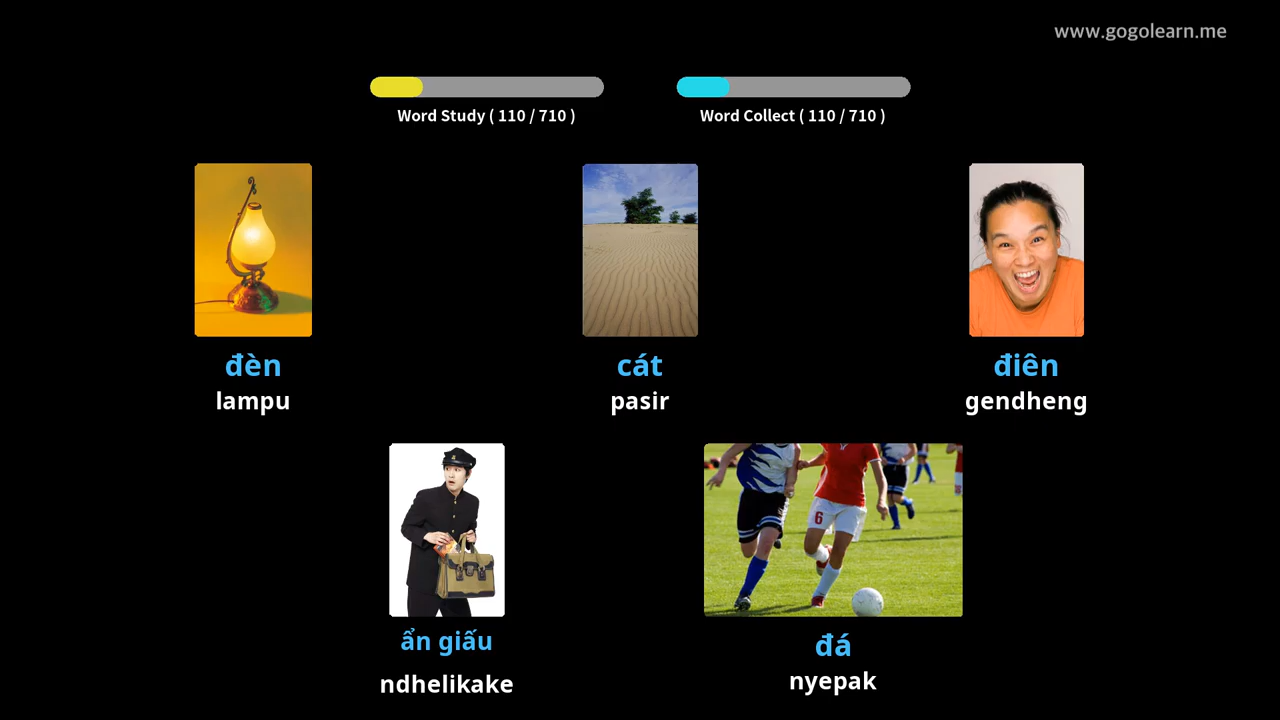 www.gogolearn.me
Word Study ( 110 / 710 )
Word Collect ( 110 / 710 )
đèn
lampu
cát
pasir
điên
gendheng
ẩn giấu
ndhelikake
đá
nyepak
6